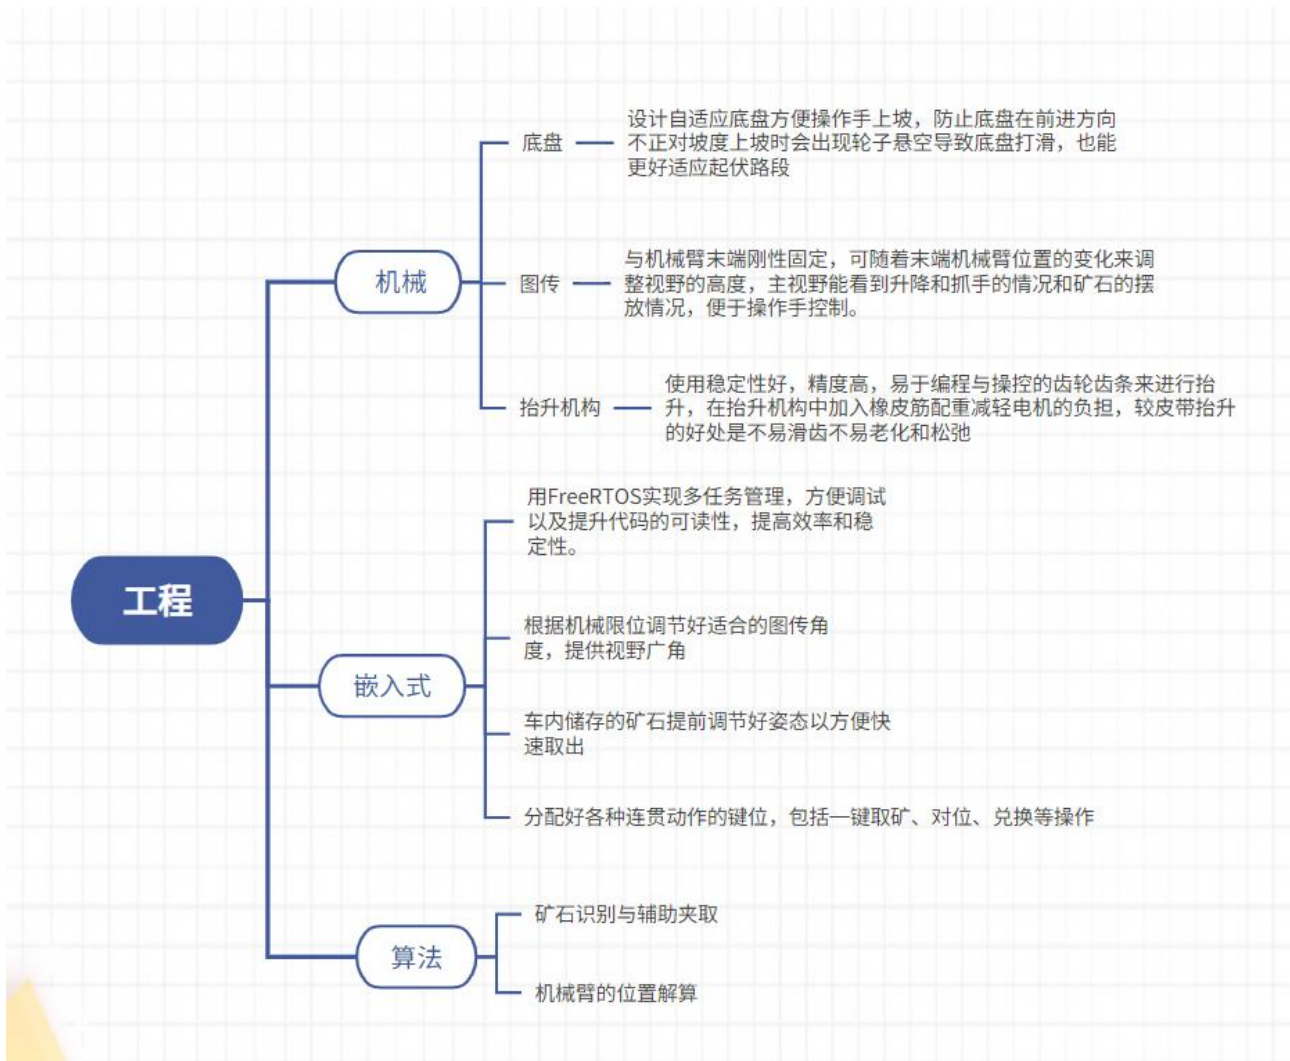 工程
机械
底盘
设计自适应底盘方便操作手上坡，防止底盘在前进方向
不正对坡度上坡时会出现轮子悬空导致底盘打滑，也能
更好适应起伏路段
图传
与机械臂末端刚性固定，可随着末端机械臂位置的变化来调
整视野的高度，主视野能看到升降和抓手的情况和矿石的摆
放情况，便于操作手控制。
抬升机构
使用稳定性好，精度高，易于编程与操控的齿轮齿条来进行抬
升，在抬升机构中加入橡皮筋配重减轻电机的负担，较皮带抬升
的好处是不易滑齿不易老化和松弛
嵌入式
用FreeRTOS实现多任务管理，方便调试
以及提升代码的可读性，提高效率和稳
定性。
根据机械限位调节好适合的图传角
度，提供视野广角
车内储存的矿石提前调节好姿态以方便快
速取出
分配好各种连贯动作的键位，包括一键取矿、对位、兑换等操作
算法
矿石识别与辅助夹取
机械臂的位置解算